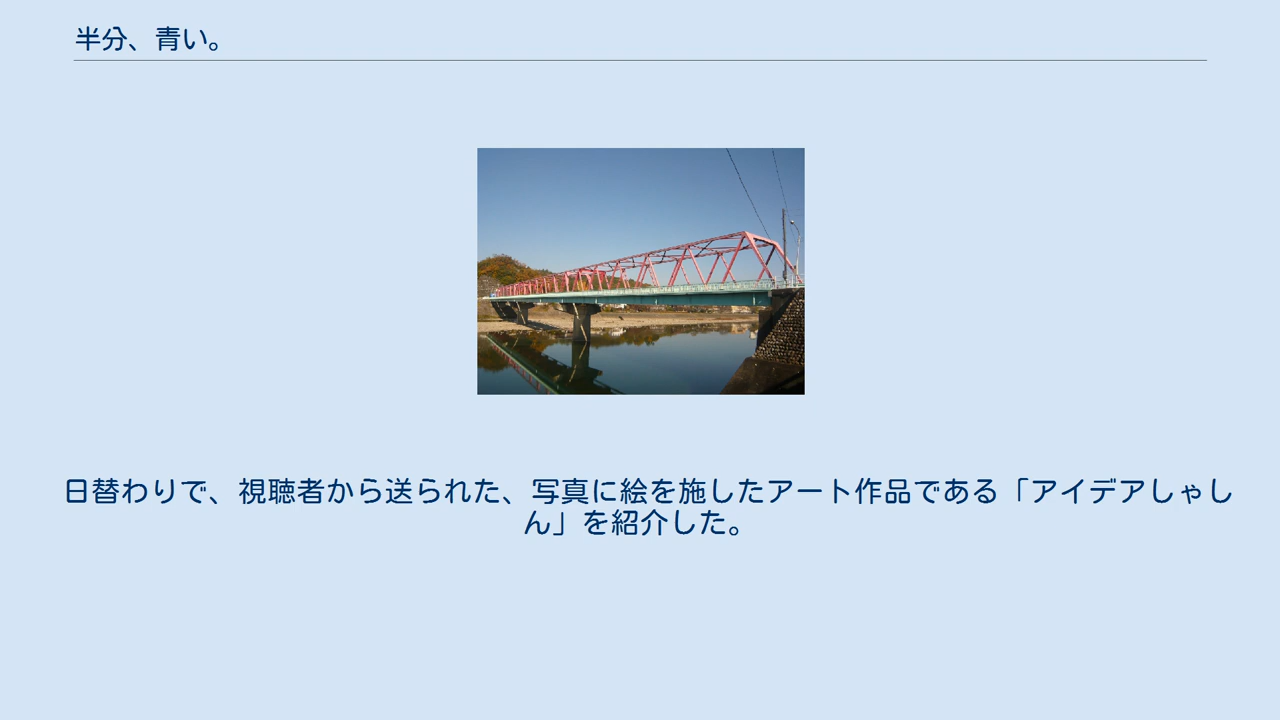 半分、青い。
日替わりで、視聴者から送られた、写真に絵を施したアート作品である「アイデアしゃし
ん」を紹介した。